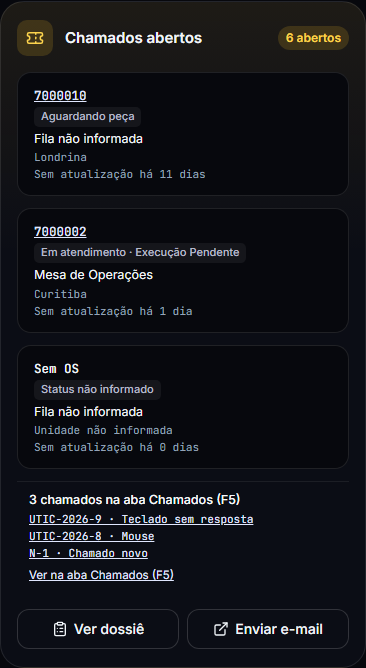 Chamados abertos
6 abertos
7000010
Aguardando peça
Fila não informada
Londrina
Sem atualização há 11 dias
7000002
Em atendimento · Execução Pendente
Mesa de Operações
Curitiba
Sem atualização há 1 dia
Sem OS
Status não informado
Fila não informada
Unidade não informada
Sem atualização há 0 dias
3 chamados na aba Chamados (F5)
UTIC-2026-9 · Teclado sem resposta
UTIC-2026-8 · Mouse
N-1 · Chamado novo
Ver na aba Chamados (F5)
Ver dossiê
Enviar e-mail